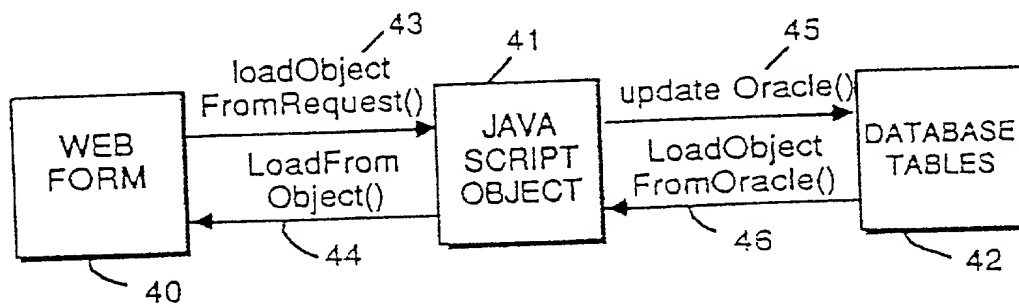 43
41
45
loadObject
FromRequest()
update Oracle()
WEB
FORM
JAVA
SCRIPT
OBJECT
DATABASE
TABLES
LoadFrom
Object()
LoadObject
FromOracle()
40
44
46
42